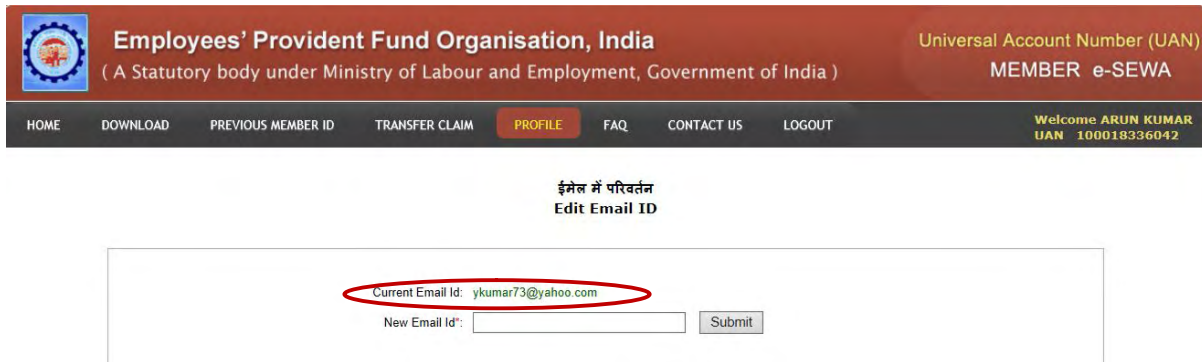 Employees' Provident Fund Organisation, India
( A Statutory body under Ministry of Labour and Employment, Government of India )
Universal Account Number (UAN)
MEMBER e-SEWA
HOME DOWNLOAD PREVIOUS MEMBER ID TRANSFER CLAIM PROFILE FAQ CONTACT US LOGOUT
Welcome ARUN KUMAR
UAN 100018336042
ईमेल में परिवर्तन
Edit Email ID
Current Email Id: ykumar73@yahoo.com
New Email Id*: Submit